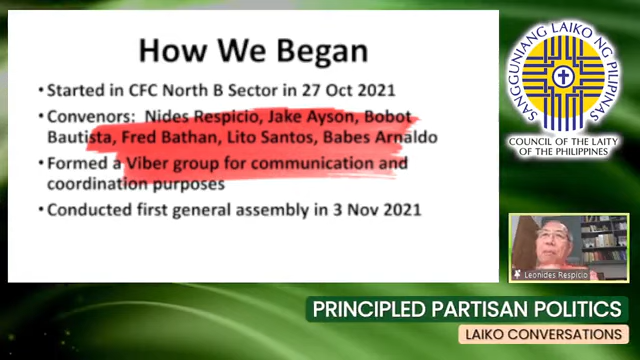 How We Began
• Started in CFC North B Sector in 27 Oct 2021
• Convenors: Nides Respicio, Jake Ayson, Bobot
Bautista, Fred Bathan, Lito Santos, Babes Arnaldo
• Formed a Viber group for communication and
coordination purposes
• Conducted first general assembly in 3 Nov 2021
SANGGUNIANG LAIKO NG PILIPINAS
COUNCIL OF THE LAITY
OF THE PHILIPPINES
Leonides Respicio
PRINCIPLED PARTISAN POLITICS
LAIKO CONVERSATIONS